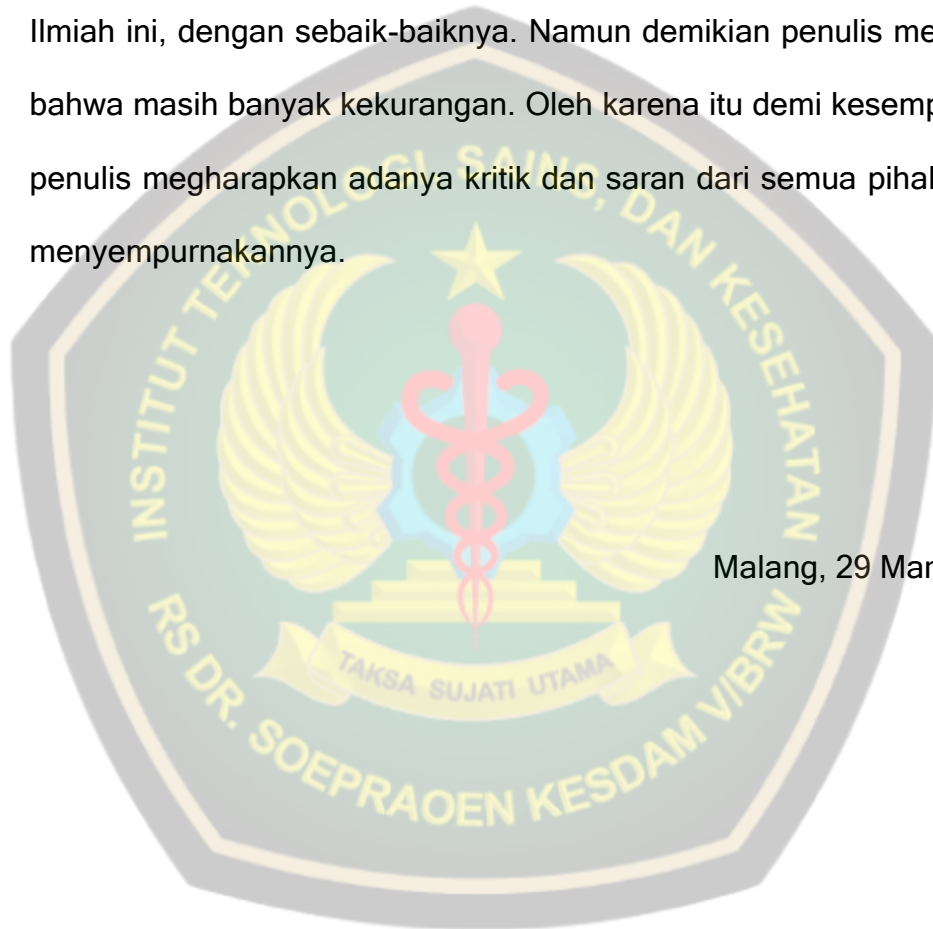 Ilmiah ini, dengan sebaik-baiknya. Namun demikian penulis me
bahwa masih banyak kekurangan. Oleh karena itu demi kesemp
penulis megharapkan adanya kritik dan saran dari semua pihak
menyempurnakannya.
INSTITUT TEKNOLOGI, SAINS, DAN KESEHATAN
Malang, 29 Mar
TAKSA SUJATI UTAMA
RS DR. SOEPRAOEN KESDAM V/BRW